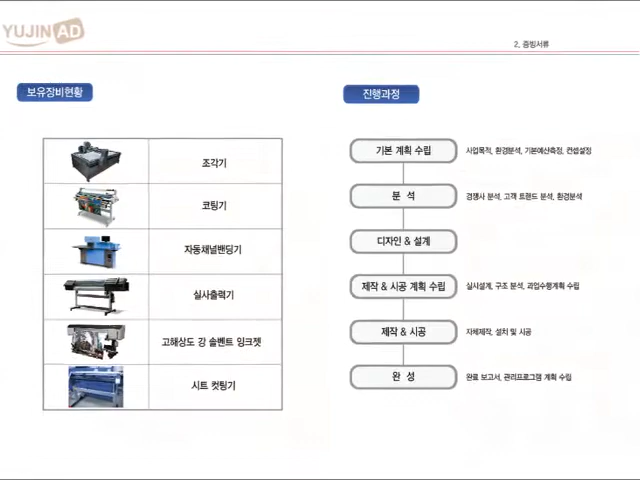 YUJIN AD
2. 증빙서류
보유장비현황
조각기
코팅기
자동채널밴딩기
실사출력기
고해상도 강 솔벤트 잉크젯
시트 컷팅기
진행과정
기본 계획 수립
사업목적, 환경분석, 기본예산측정, 컨셉설정
분 석
경쟁사 분석, 고객 트랜드 분석, 환경분석
디자인 & 설계
제작 & 시공 계획 수립
실시설계, 구조 분석, 과업수행계획 수립
제작 & 시공
자체제작, 설치 및 시공
완 성
완료 보고서, 관리프로그램 계획 수립